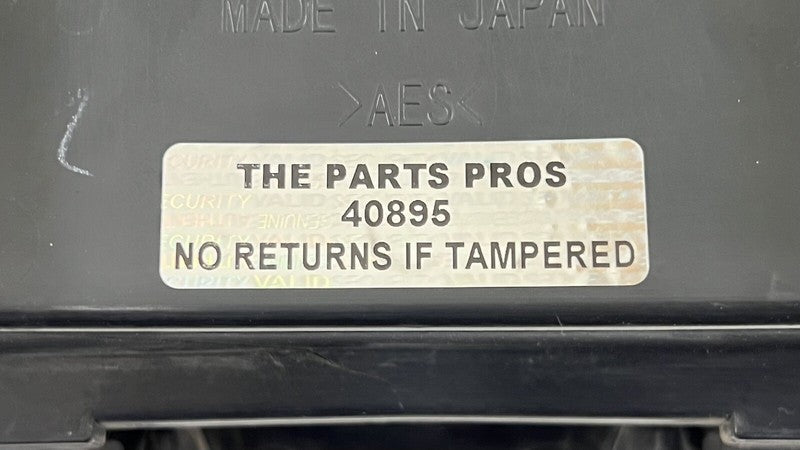 MADE IN JAPAN
>AES<
THE PARTS PROS
40895
NO RETURNS IF TAMPERED